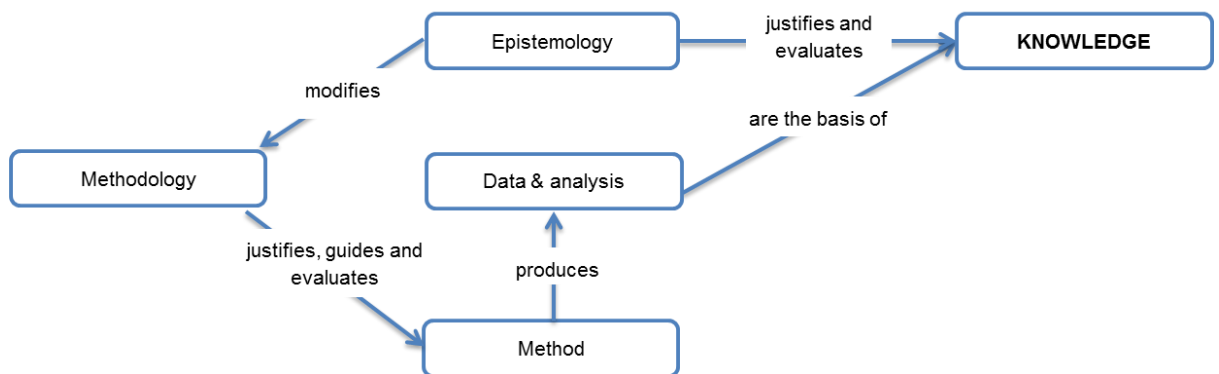 Epistemology
justifies and
evaluates
KNOWLEDGE
modifies
are the basis of
Methodology
Data & analysis
justifies, guides and
evaluates
produces
Method